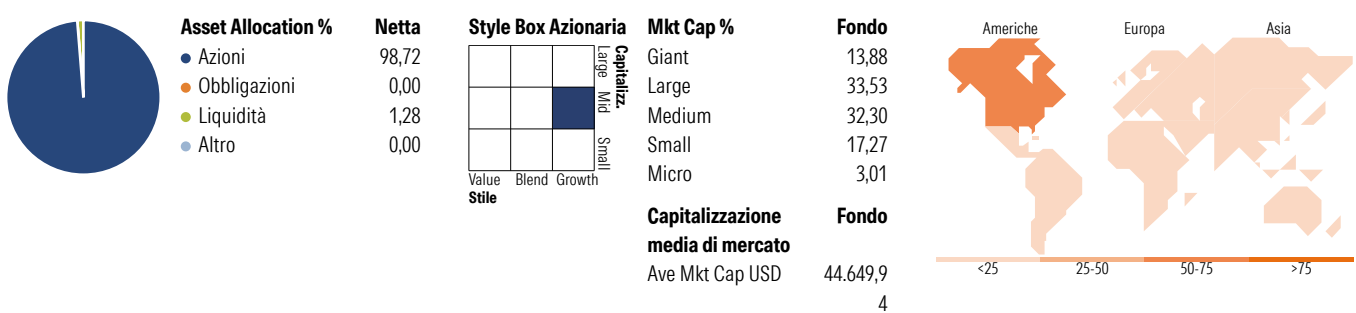 Asset Allocation % Netta
Azioni 98,72
Obbligazioni 0,00
Liquidità 1,28
Altro 0,00
Style Box Azionaria
Large Mid Small
Capitalizz.
Value Blend Growth
Stile
Mkt Cap % Fondo
Giant 13,88
Large 33,53
Medium 32,30
Small 17,27
Micro 3,01
Capitalizzazione Fondo
media di mercato
Ave Mkt Cap USD 44.649,9
4
Americhe Europa Asia
<25 25-50 50-75 >75